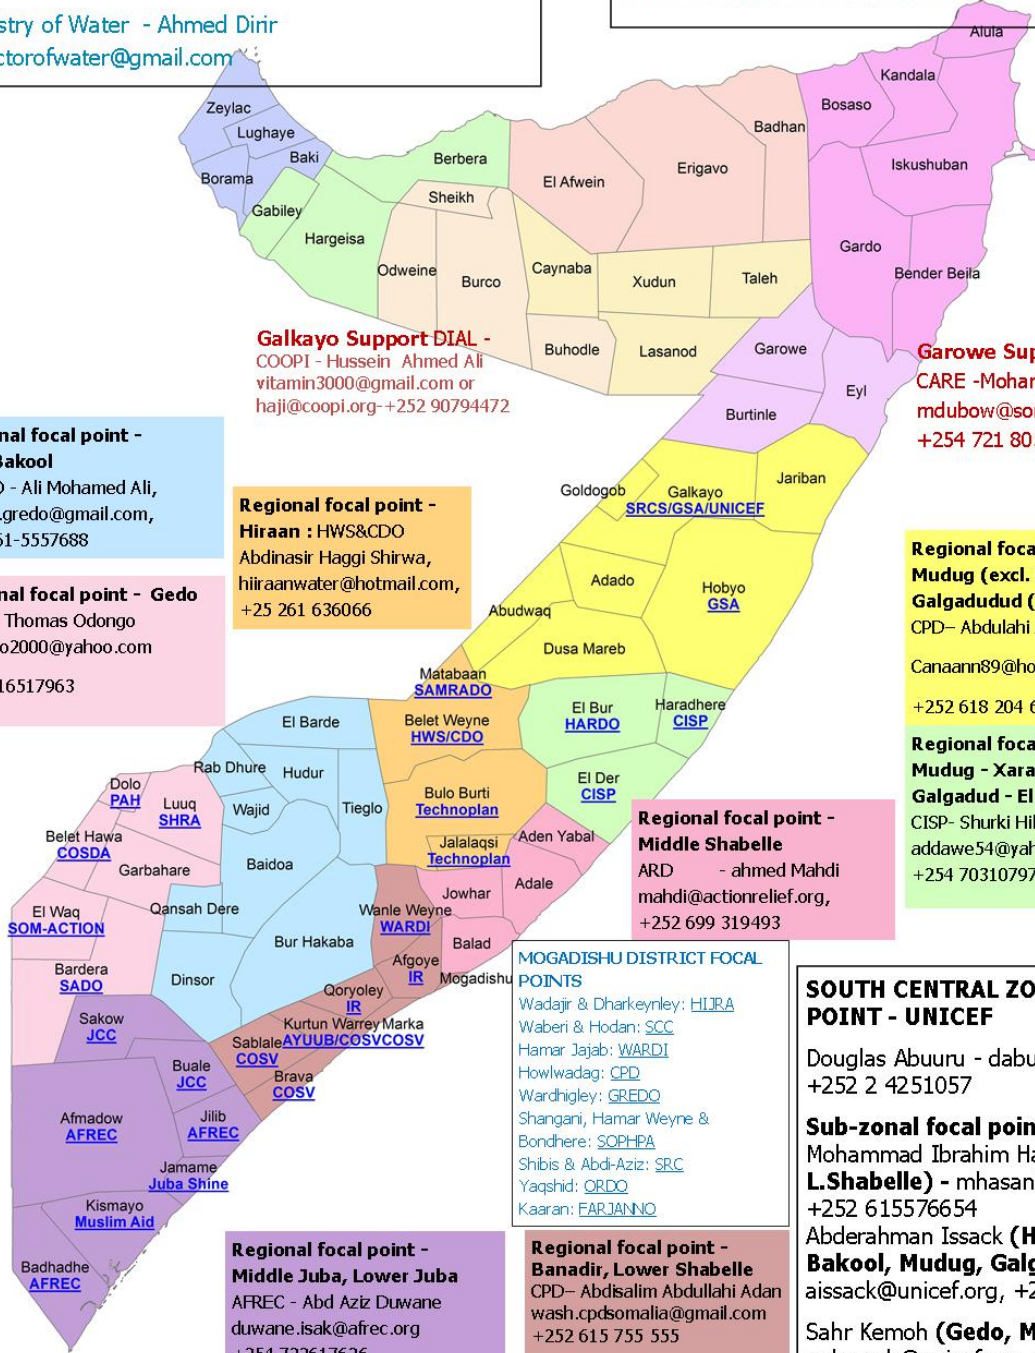 stry of Water - Ahmed Dirir
ctorofwater@gmail.com
Alula
Kandala
Bosaso
Zeylac
Lughaye
Badhan
Baki
Berbera
Erigavo
Iskushuban
Borama
El Afwein
Sheikh
Gabiley
Hargeisa
Gardo
Odweine
Burco
Caynaba
Xudun
Taleh
Bender Beila
Galkayo Support DIAL -
COOPI - Hussein Ahmed Ali
vitamin3000@gmail.com or
haji@coopi.org-+252 90794472
Buhodle
Lasanod
Garowe
Eyl
Burtinle
Garowe Sup
CARE -Mohar
mdubow@so
+254 721 80
nal focal point -
Bakool
- Ali Mohamed Ali,
.gredo@gmail.com,
61-5557688
Regional focal point -
Hiraan : HWS&CDO
Abdinasir Haggi Shirwa,
hiiraanwater@hotmail.com,
+25 261 636066
Goldogob
Galkayo
SRCS/GSA/UNICEF
Jariban
Adado
Hobyo
GSA
Abudwaq
Dusa Mareb
Regional foca
Mudug (excl.
Galgadudud (
CPD– Abdulahi
Canaann89@ho
+252 618 204 6
nal focal point - Gedo
Thomas Odongo
o2000@yahoo.com
16517963
Matabaan
SAMRADO
El Barde
Belet Weyne
HWS/CDO
El Bur
HARDO
Haradhere
CISP
Regional foca
Mudug - Xara
Galgadud - El
CISP- Shurki Hil
addawe54@yah
+254 70310797
Rab Dhure
Hudur
Dolo
PAH
Luuq
SHRA
Wajid
Tieglo
Bulo Burti
Technoplan
El Der
CISP
Belet Hawa
COSDA
Garbahare
Baidoa
Jalalaqsi
Technoplan
Aden Yabal
Regional focal point -
Middle Shabelle
ARD - ahmed Mahdi
mahdi@actionrelief.org,
+252 699 319493
Adale
Jowhar
El Waq
SOM-ACTION
Qansah Dere
Wanle Weyne
WARDI
Bur Hakaba
Balad
Bardera
SADO
Dinsor
Afgoye
IR
Mogadishu
Qoryoley
IR
Sakow
JCC
Kurtun Warrey
Marka
AYUUB/COSVCOSV
Sablale
COSV
Buale
JCC
Brava
COSV
Afmadow
AFREC
Jilib
AFREC
Jamame
Juba Shine
Kismayo
Muslim Aid
Badhadhe
AFREC
MOGADISHU DISTRICT FOCAL
POINTS
Wadajir & Dharkeynley: HIJRA
Waberi & Hodan: SCC
Hamar Jajab: WARDI
Howlwadag: CPD
Wardhigley: GREDO
Shangani, Hamar Weyne &
Bondhere: SOPHPA
Shibis & Abdi-Aziz: SRC
Yaqshid: ORDO
Kaaran: FARJANNO
SOUTH CENTRAL ZO
POINT - UNICEF
Douglas Abuuru - dabu
+252 2 4251057
Sub-zonal focal poin
Mohammad Ibrahim Ha
L.Shabelle) - mhasan
+252 615576654
Abderahman Issack (H
Bakool, Mudug, Galg
aissack@unicef.org, +2
Sahr Kemoh (Gedo, M
Regional focal point -
Middle Juba, Lower Juba
AFREC - Abd Aziz Duwane
duwane.isak@afrec.org
+254 722617626
Regional focal point -
Banadir, Lower Shabelle
CPD– Abdisalim Abdullahi Adan
wash.cpdsomalia@gmail.com
+252 615 755 555